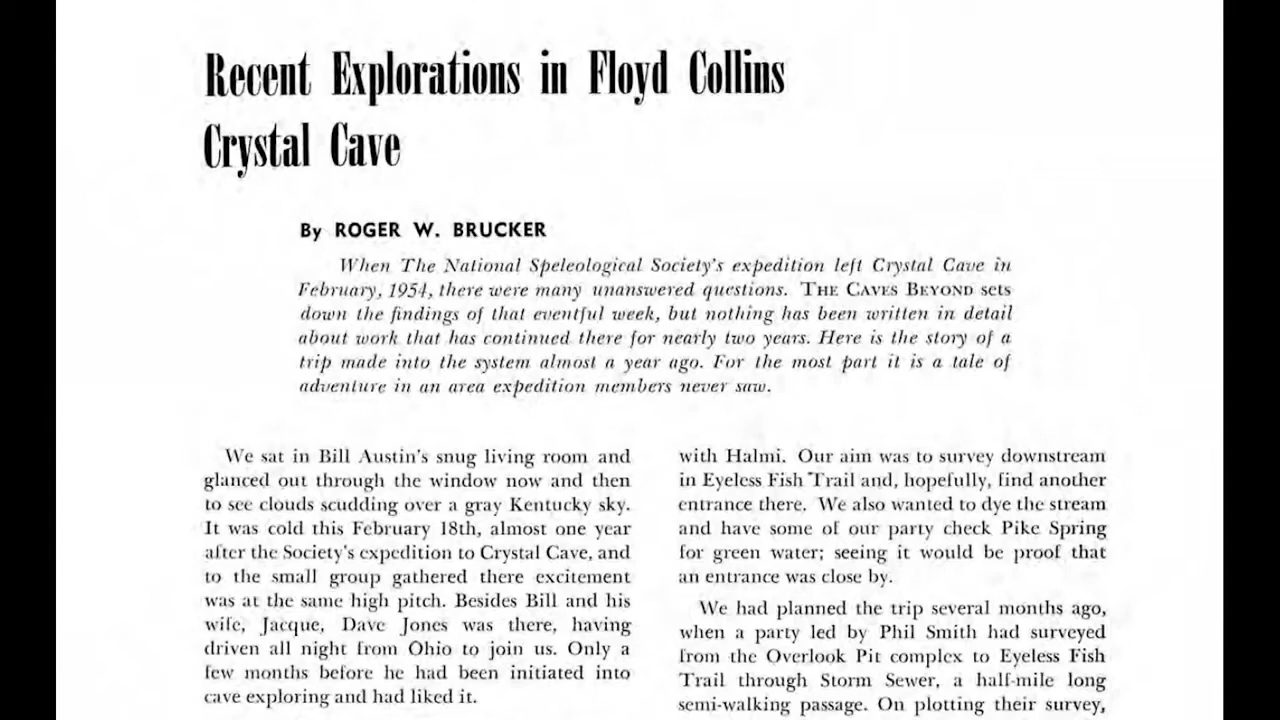 Recent Explorations in Floyd Collins
Crystal Cave
By ROGER W. BRUCKER
When The National Speleological Society's expedition left Crystal Cave in
February, 1954, there were many unanswered questions. THE CAVES BEYOND sets
down the findings of that eventful week, but nothing has been written in detail
about work that has continued there for nearly two years. Here is the story of a
trip made into the system almost a year ago. For the most part it is a tale of
adventure in an area expedition members never saw.
We sat in Bill Austin's snug living room and
glanced out through the window now and then
to see clouds scudding over a gray Kentucky sky.
It was cold this February 18th, almost one year
after the Society's expedition to Crystal Cave, and
to the small group gathered there excitement
was at the same high pitch. Besides Bill and his
wife, Jacque, Dave Jones was there, having
driven all night from Ohio to join us. Only a
few months before he had been initiated into
cave exploring and had liked it.
with Halmi. Our aim was to survey downstream
in Eyeless Fish Trail and, hopefully, find another
entrance there. We also wanted to dye the stream
and have some of our party check Pike Spring
for green water; seeing it would be proof that
an entrance was close by.
We had planned the trip several months ago,
when a party led by Phil Smith had surveyed
from the Overlook Pit complex to Eyeless Fish
Trail through Storm Sewer, a half-mile long
semi-walking passage. On plotting their survey,